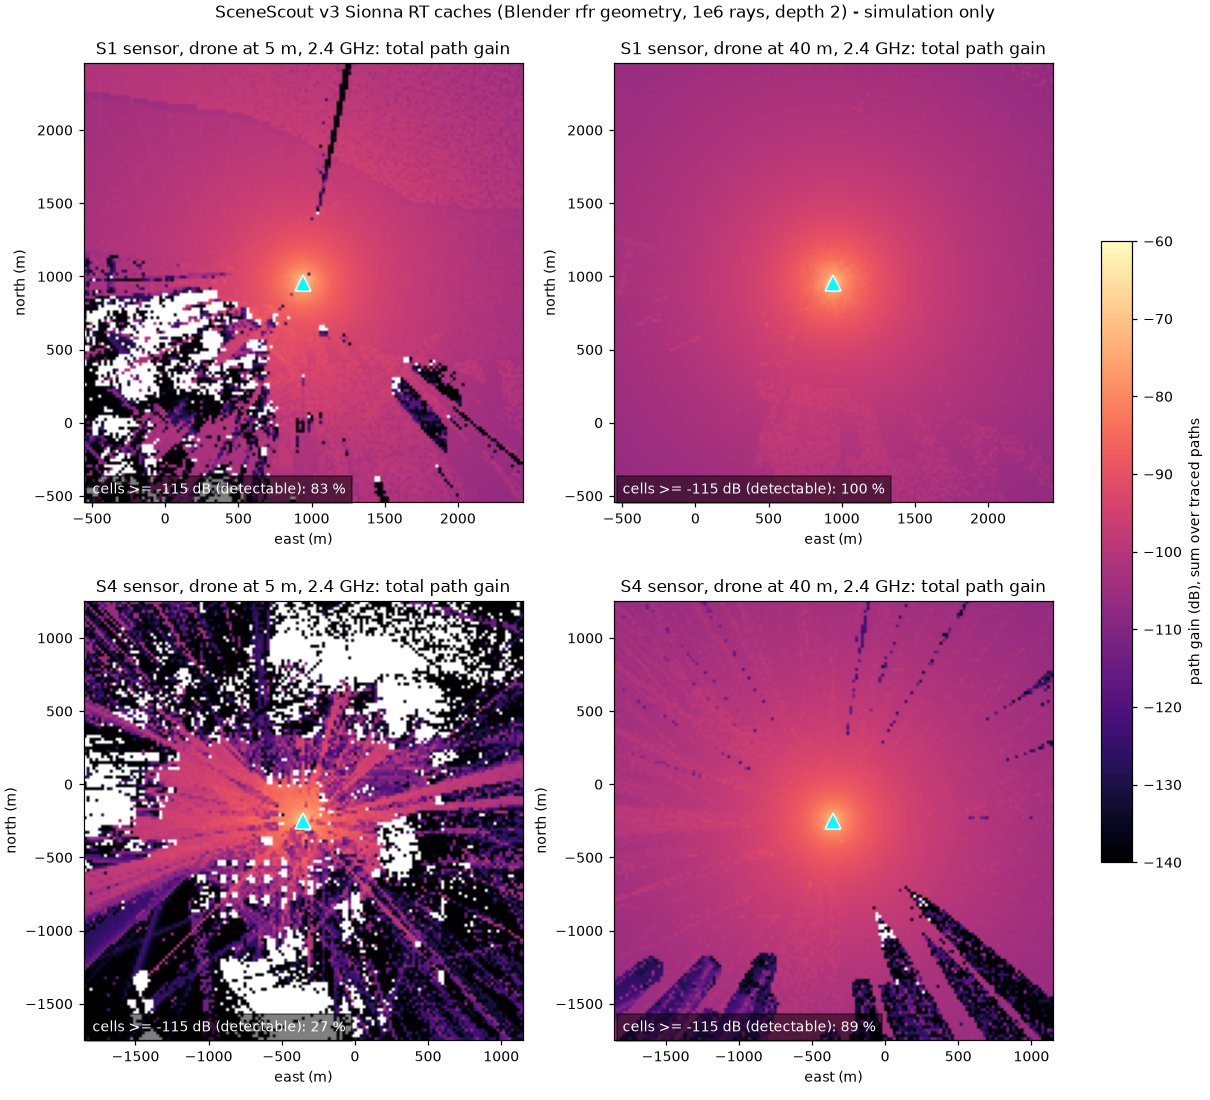 SceneScout v3 Sionna RT caches (Blender rfr geometry, 1e6 rays, depth 2) - simulation only
S1 sensor, drone at 5 m, 2.4 GHz: total path gain
north (m)
2000
1500
1000
500
0
−500
cells >= -115 dB (detectable): 83 %
−500 0 500 1000 1500 2000
east (m)
S1 sensor, drone at 40 m, 2.4 GHz: total path gain
north (m)
2000
1500
1000
500
0
−500
cells >= -115 dB (detectable): 100 %
−500 0 500 1000 1500 2000
east (m)
S4 sensor, drone at 5 m, 2.4 GHz: total path gain
north (m)
1000
500
0
−500
−1000
−1500
cells >= -115 dB (detectable): 27 %
−1500 −1000 −500 0 500 1000
east (m)
S4 sensor, drone at 40 m, 2.4 GHz: total path gain
north (m)
1000
500
0
−500
−1000
−1500
cells >= -115 dB (detectable): 89 %
−1500 −1000 −500 0 500 1000
east (m)
−60
−70
−80
−90
−100
−110
−120
−130
−140
path gain (dB), sum over traced paths